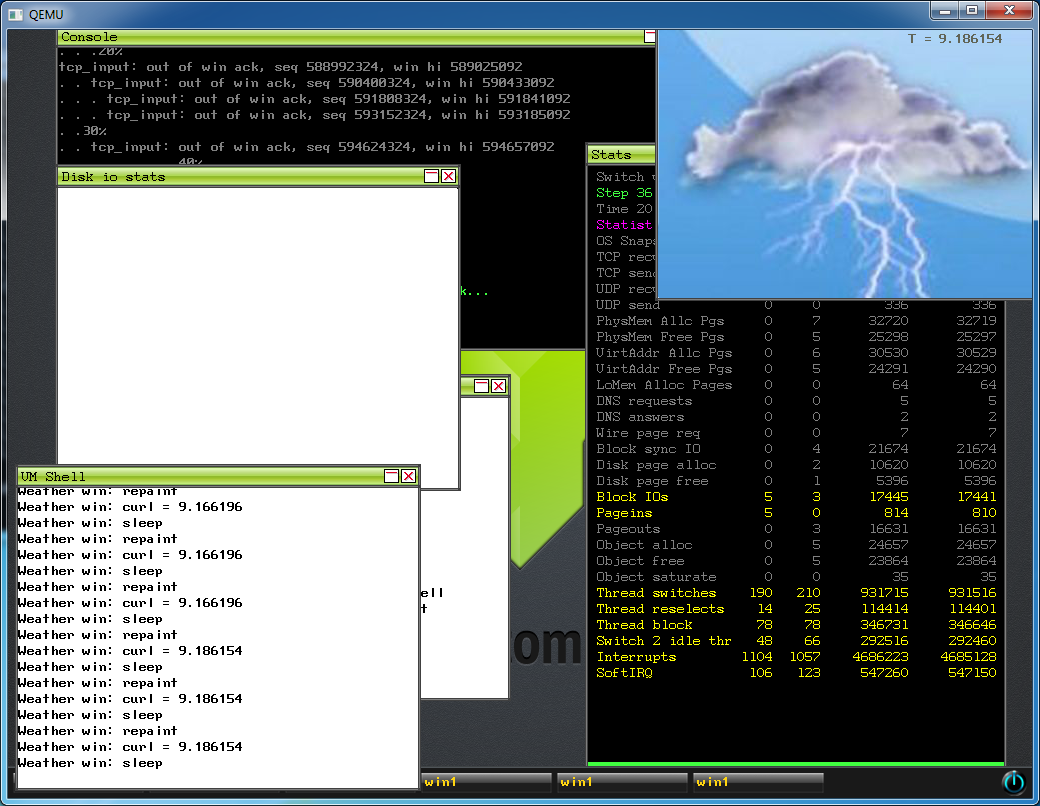 QEMU
Console
. . .20%
tcp_input: out of win ack, seq 588992324, win hi 589025092
. . tcp_input: out of win ack, seq 590400324, win hi 590433092
. . . tcp_input: out of win ack, seq 591808324, win hi 591841092
. . . tcp_input: out of win ack, seq 593152324, win hi 593185092
. .30%
. . tcp_input: out of win ack, seq 594624324, win hi 594657092
40%
k...
T = 9.186154
Disk io stats
Stats
Switch
Step 36
Time 20
Statist
OS Snaps
TCP recv
TCP send
UDP recv
UDP send 0 0 336 336
PhysMem Allc Pgs 0 7 32720 32719
PhysMem Free Pgs 0 5 25298 25297
VirtAddr Allc Pgs 0 6 30530 30529
VirtAddr Free Pgs 0 5 24291 24290
LoMem Alloc Pages 0 0 64 64
DNS requests 0 0 5 5
DNS answers 0 0 2 2
Wire page req 0 0 7 7
Block sync IO 0 4 21674 21674
Disk page alloc 0 2 10620 10620
Disk page free 0 1 5396 5396
Block IOs 5 3 17445 17441
Pageins 5 0 814 810
Pageouts 0 3 16631 16631
Object alloc 0 5 24657 24657
Object free 0 5 23864 23864
Object saturate 0 0 35 35
Thread switches 190 210 931715 931516
Thread reselects 14 25 114414 114401
Thread block 78 78 346731 346646
Switch 2 idle thr 48 66 292516 292460
Interrupts 1104 1057 4686223 4685128
SoftIRQ 106 123 547260 547150
VM Shell
Weather win: repaint
Weather win: curl = 9.166196
Weather win: sleep
Weather win: repaint
Weather win: curl = 9.166196
Weather win: sleep
Weather win: repaint
Weather win: curl = 9.166196
Weather win: sleep
Weather win: repaint
Weather win: curl = 9.186154
Weather win: sleep
Weather win: repaint
Weather win: curl = 9.186154
Weather win: sleep
Weather win: repaint
Weather win: curl = 9.186154
Weather win: sleep
ell
t
.com
win1
win1
win1